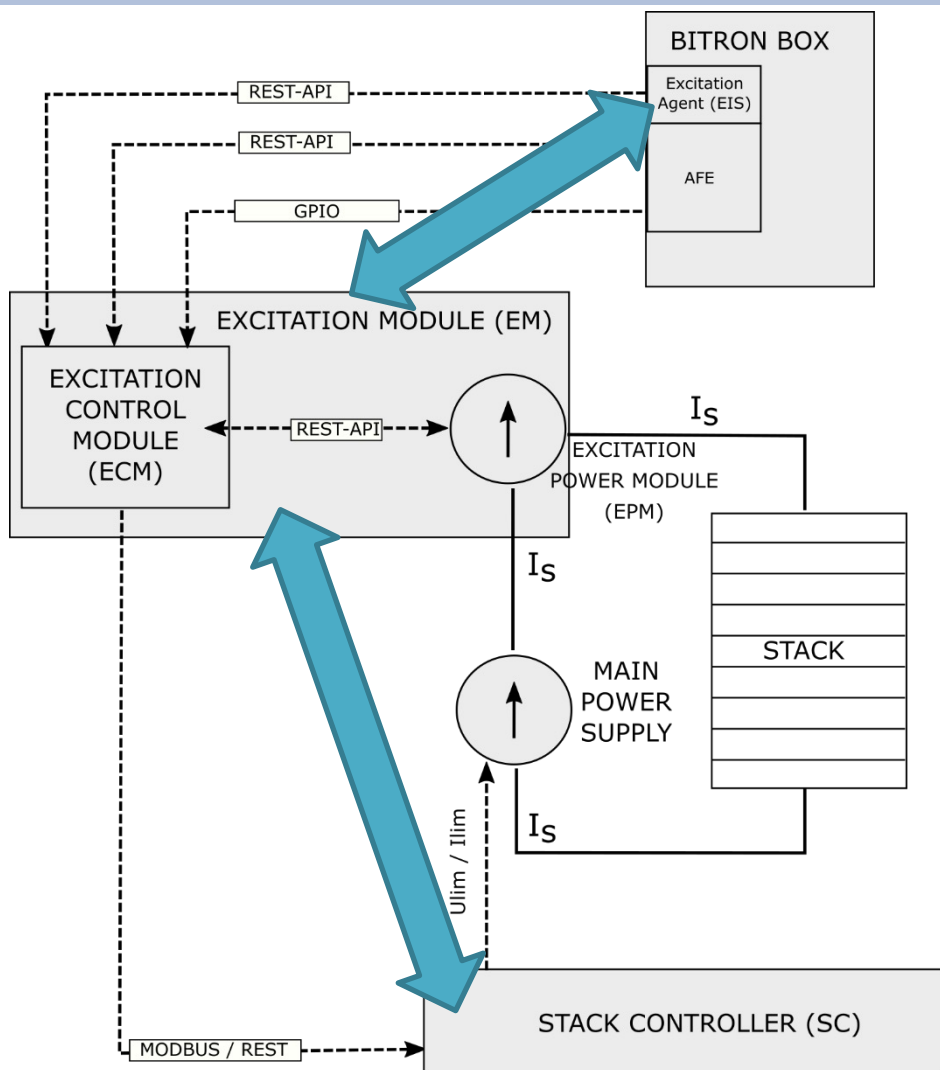 BITRON BOX
Excitation
Agent (EIS)
AFE
REST-API
REST-API
GPIO
EXCITATION MODULE (EM)
EXCITATION
CONTROL
MODULE
(ECM)
REST-API
IS
EXCITATION
POWER MODULE
(EPM)
IS
STACK
MAIN
POWER
SUPPLY
IS
Ulim / Ilim
STACK CONTROLLER (SC)
MODBUS / REST